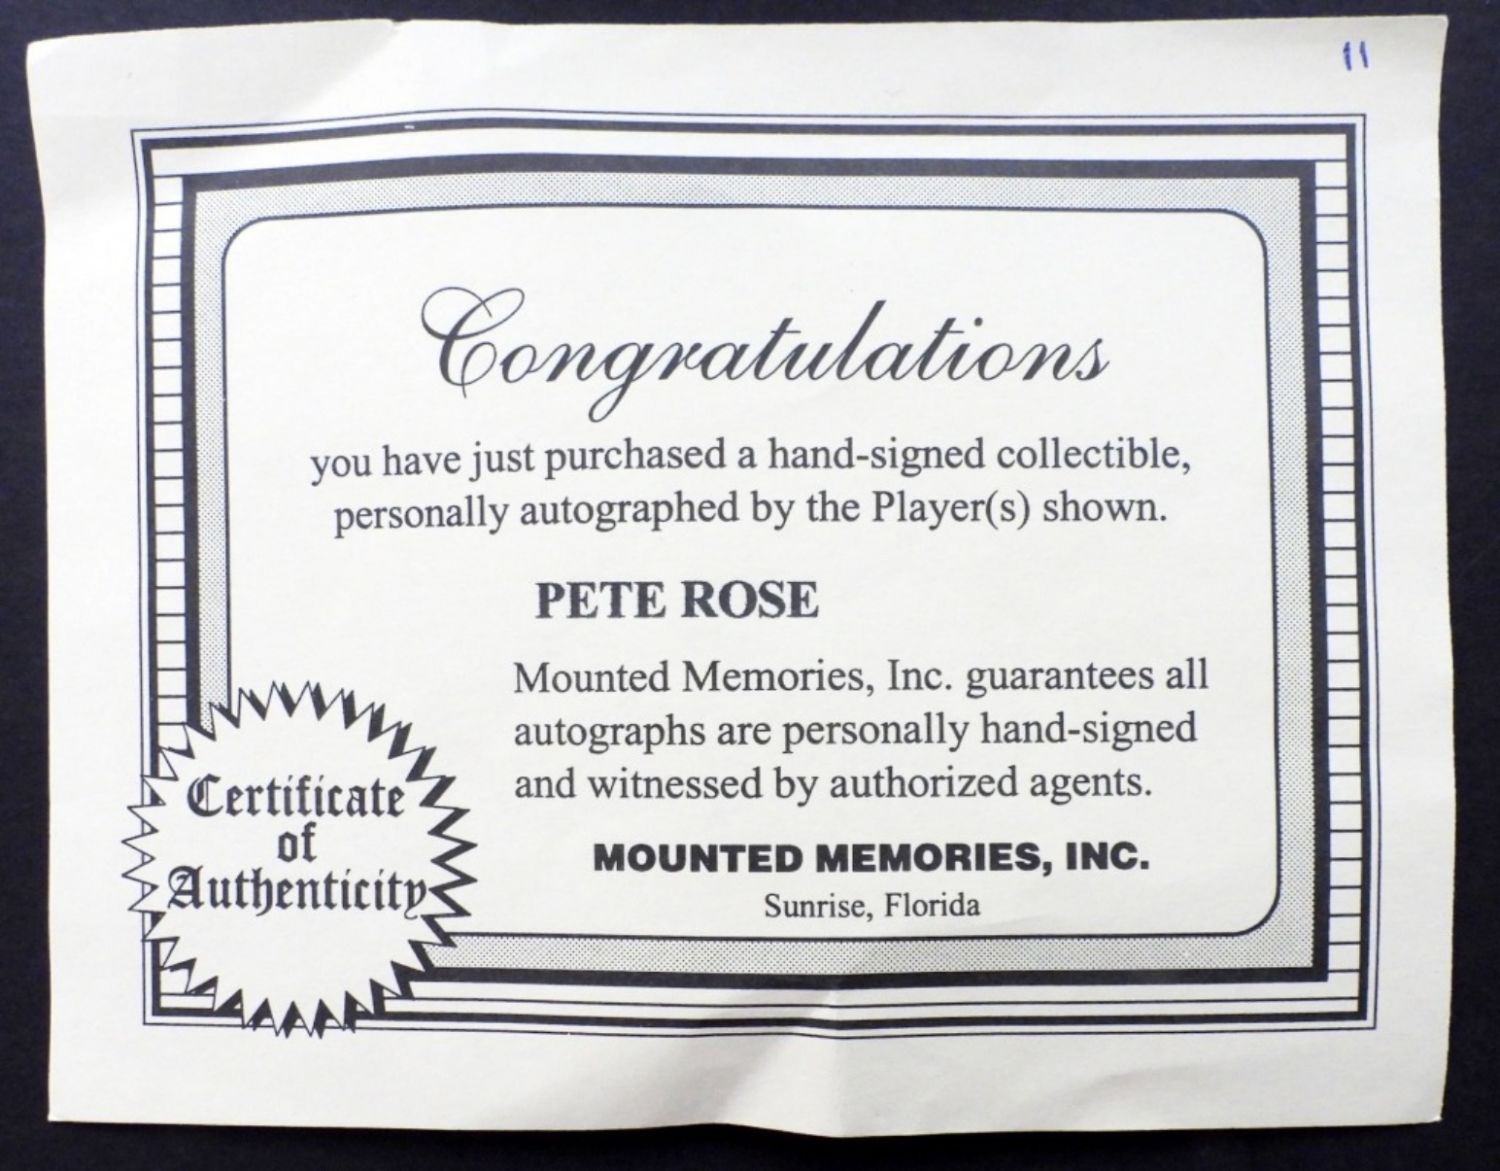 11
Congratulations
you have just purchased a hand-signed collectible,
personally autographed by the Player(s) shown.
PETE ROSE
Mounted Memories, Inc. guarantees all
autographs are personally hand-signed
and witnessed by authorized agents.
MOUNTED MEMORIES, INC.
Sunrise, Florida
Certificate
of
Authenticity